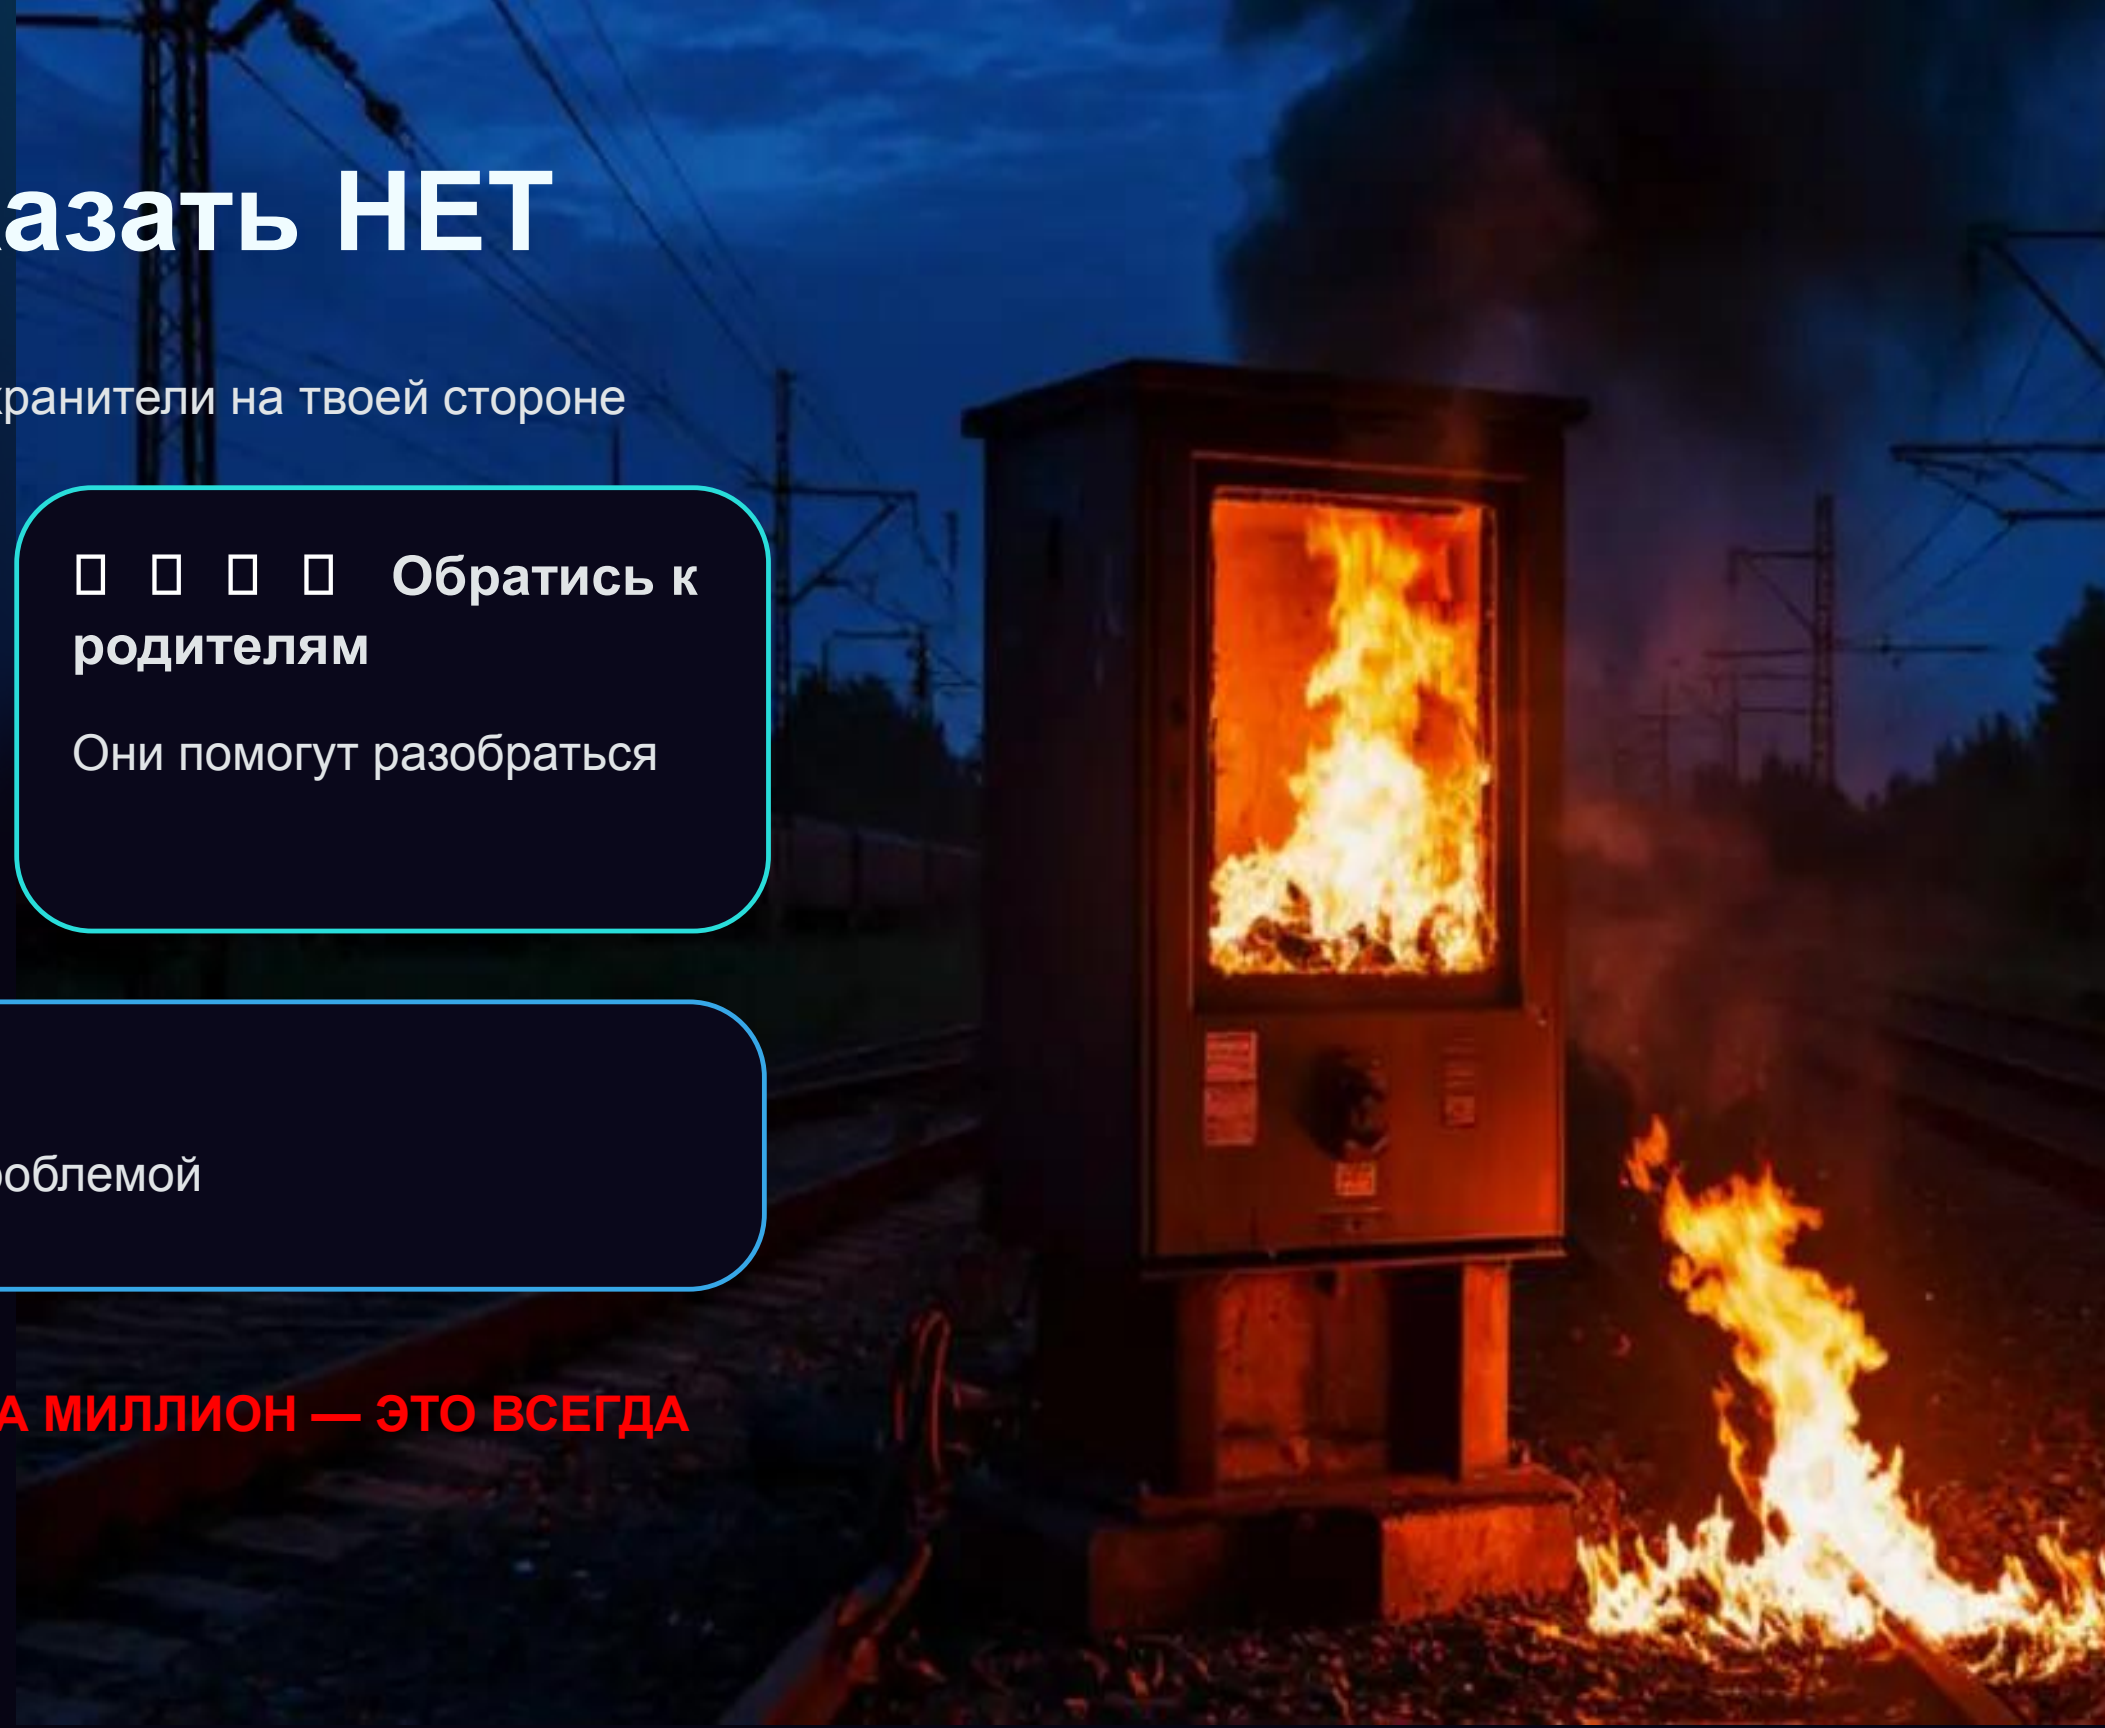 азать НЕТ
хранители на твоей стороне
Обратись к
родителям
Они помогут разобраться
облемой
А МИЛЛИОН — ЭТО ВСЕГДА